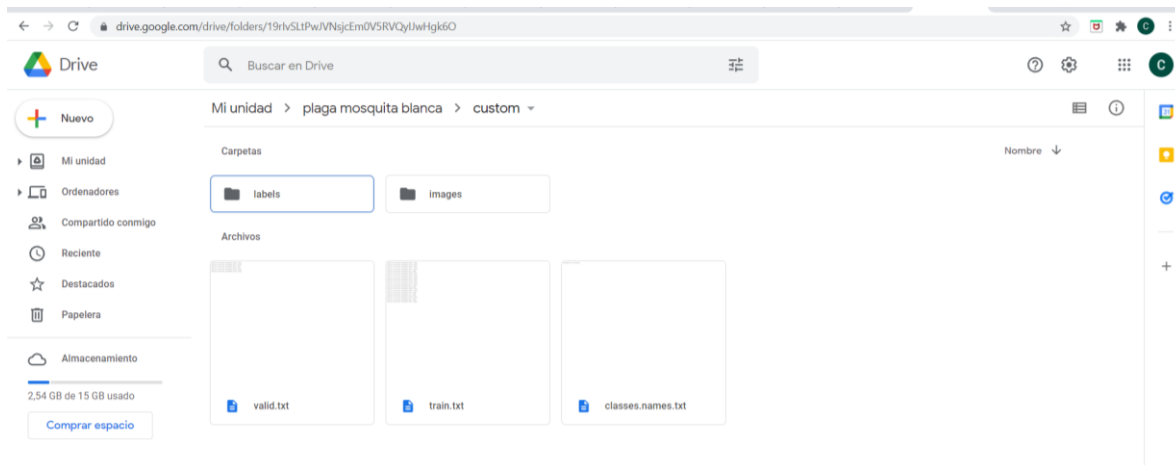 drive.google.com/drive/folders/19rIvSLtPwJVNsjcEm0V5RVQyIJwHgk6O
C
Drive
Buscar en Drive
C
Nuevo
Mi unidad > plaga mosquita blanca > custom
Mi unidad
Ordenadores
Compartido conmigo
Reciente
Destacados
Papelera
Almacenamiento
2,54 GB de 15 GB usado
Comprar espacio
Carpetas
Nombre
labels
images
Archivos
valid.txt
train.txt
classes.names.txt